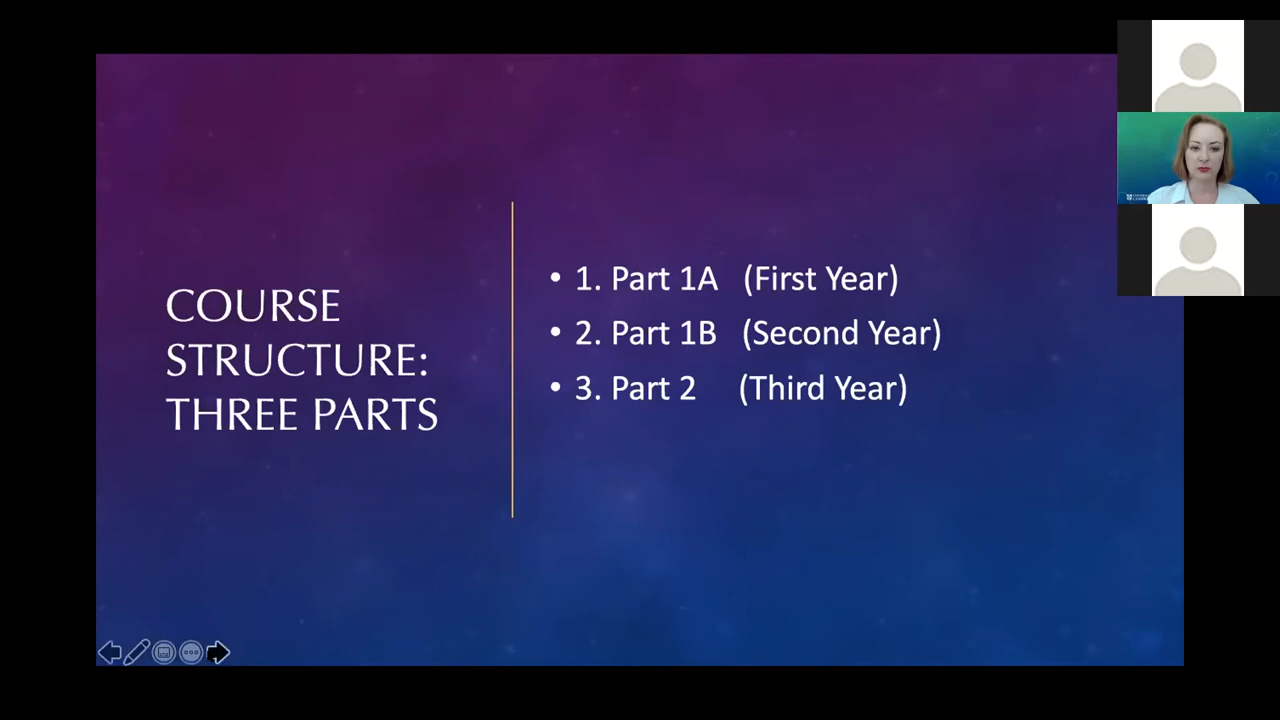 COURSE
STRUCTURE:
THREE PARTS
• 1. Part 1A (First Year)
• 2. Part 1B (Second Year)
• 3. Part 2 (Third Year)